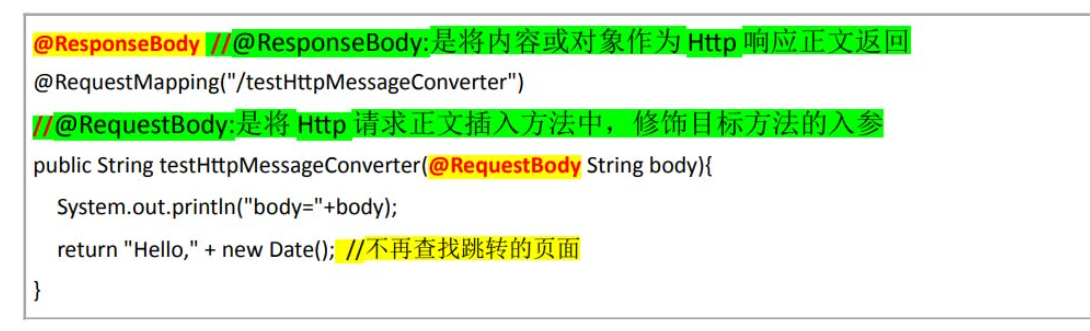 @ResponseBody //@ResponseBody:是将内容或对象作为 Http 响应正文返回
@RequestMapping("/testHttpMessageConverter")
//@RequestBody:是将 Http 请求正文插入方法中，修饰目标方法的入参
public String testHttpMessageConverter(@RequestBody String body){
System.out.println("body="+body);
return "Hello," + new Date(); //不再查找跳转的页面
}